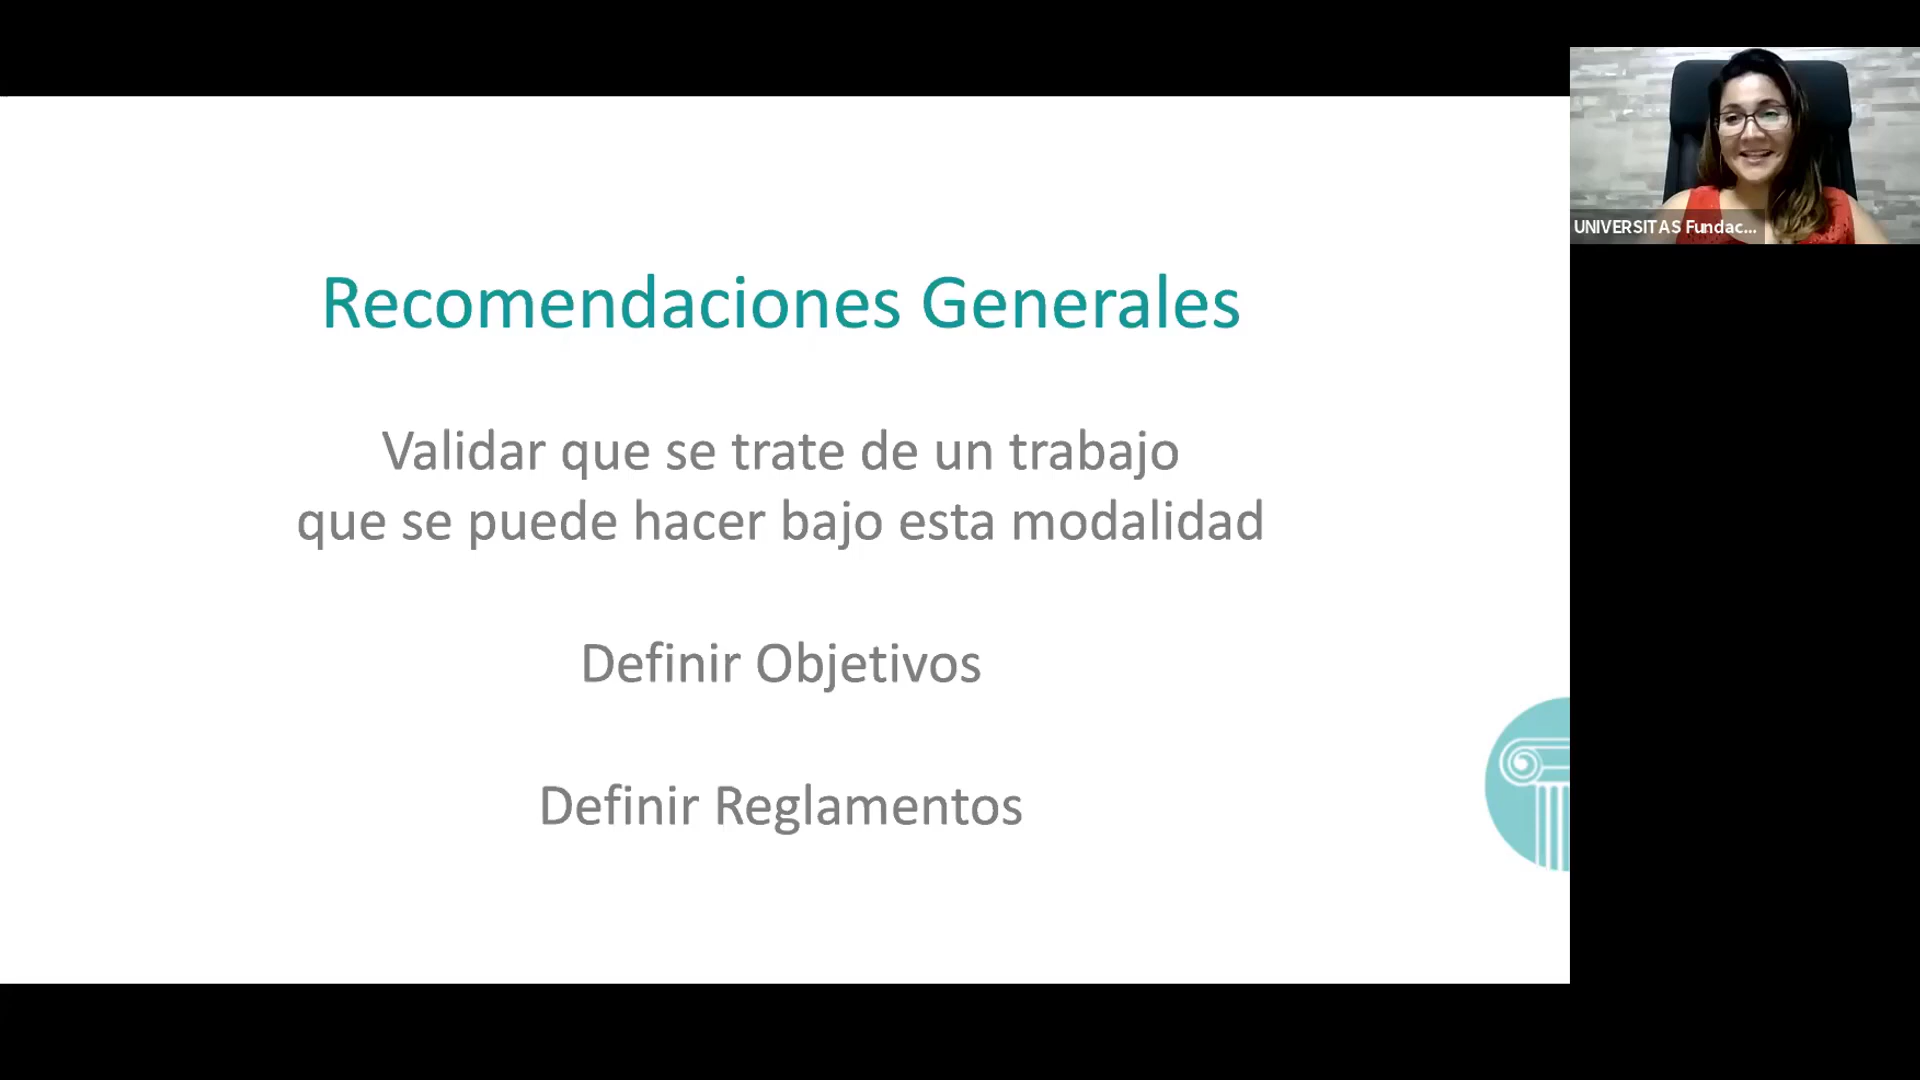 UNIVERSITAS Fundac...
Recomendaciones Generales
Validar que se trate de un trabajo
que se puede hacer bajo esta modalidad
Definir Objetivos
Definir Reglamentos